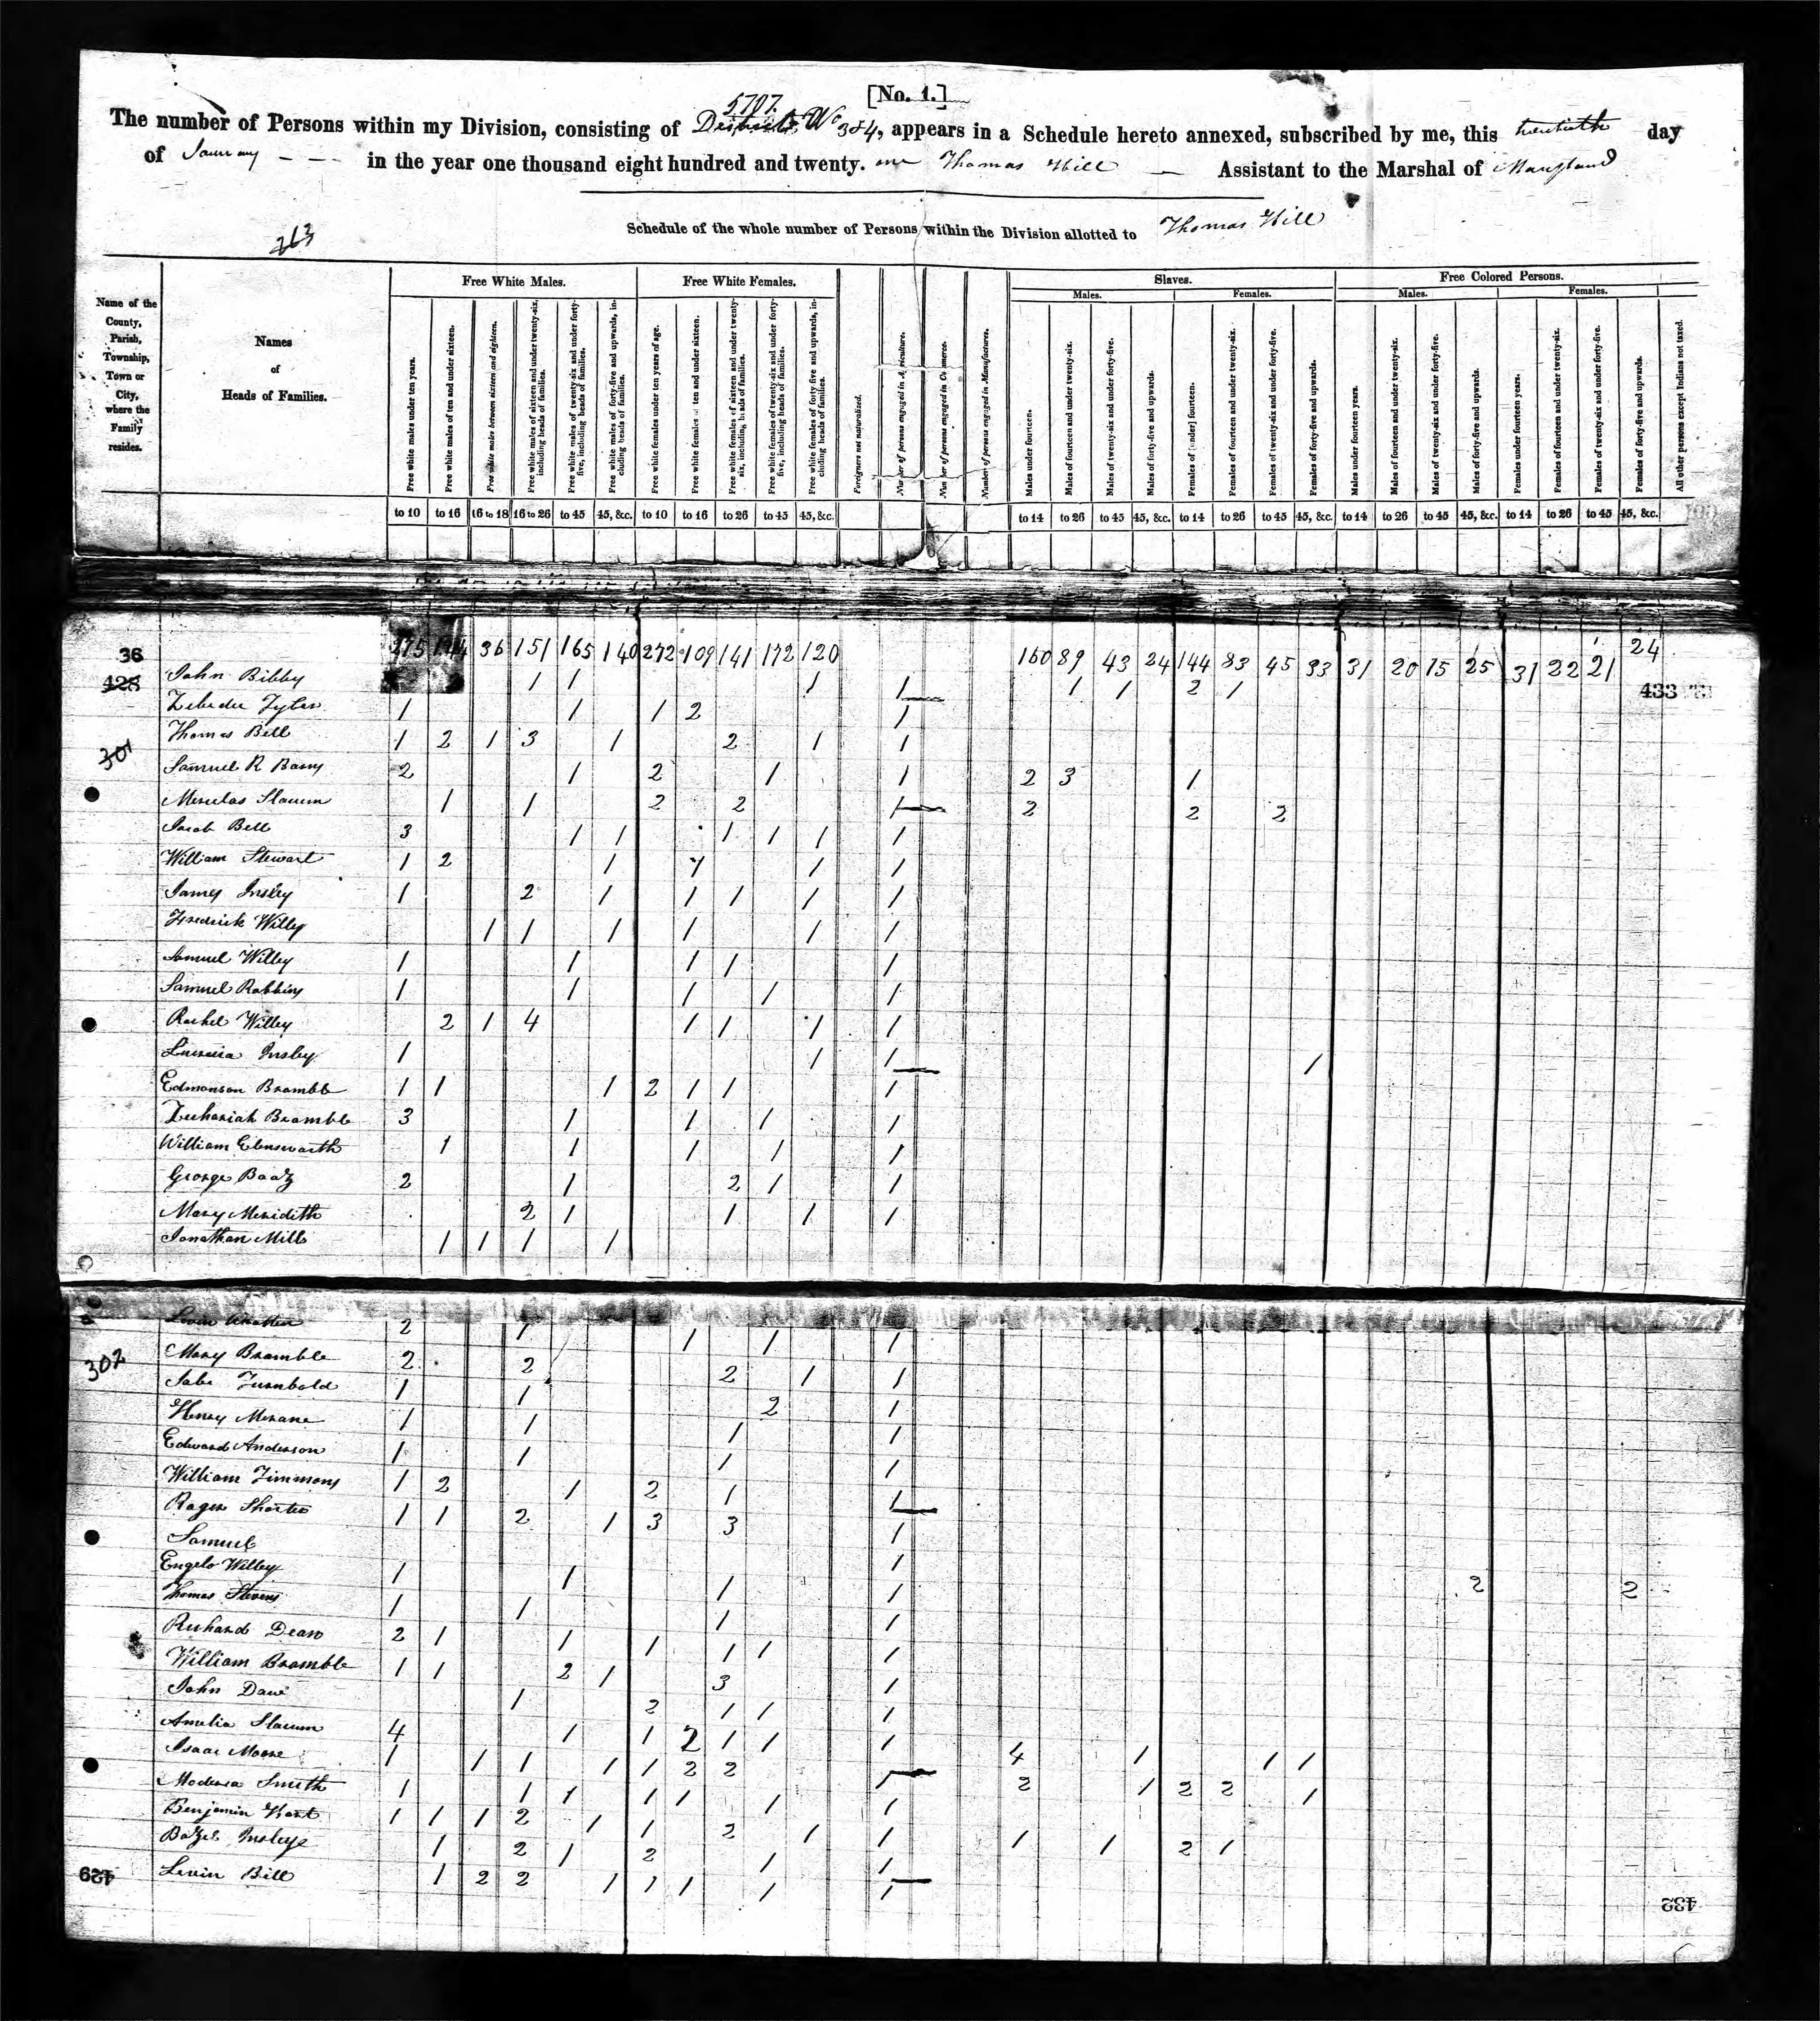 [No. 1.]
5707.
The number of Persons within my Division, consisting of Districts No 3 & 4, appears in a Schedule hereto annexed, subscribed by me, this twentieth day
of January - - - in the year one thousand eight hundred and twenty. one Thomas Hill — Assistant to the Marshal of Maryland
Schedule of the whole number of Persons within the Division allotted to Thomas Hill
263
Free White Males. Free White Females. Slaves. Free Colored Persons.
Males. Females. Males. Females.
Name of the County, Parish, Township, Town or City, where the Family resides.
Names of Heads of Families.
Free white males under ten years.
Free white males of ten and under sixteen.
Free white males between sixteen and eighteen.
Free white males of sixteen and under twenty-six, including heads of families.
Free white males of twenty-six and under forty-five, including heads of families.
Free white males of forty-five and upwards, including heads of families.
Free white females under ten years of age.
Free white females of ten and under sixteen.
Free white females of sixteen and under twenty-six, including heads of families.
Free white females of twenty-six and under forty-five, including heads of families.
Free white females of forty five and upwards, including heads of families.
Foreigners not naturalized.
Number of persons engaged in Agriculture.
Number of persons engaged in Commerce.
Number of persons engaged in Manufactures.
Males under fourteen.
Males of fourteen and under twenty-six.
Males of twenty-six and under forty-five.
Males of forty-five and upwards.
Females of [under] fourteen.
Females of fourteen and under twenty-six.
Females of twenty-six and under forty-five.
Females of forty-five and upwards.
Males under fourteen years.
Males of fourteen and under twenty-six.
Males of twenty-six and under forty-five.
Males of forty-five and upwards.
Females under fourteen years.
Females of fourteen and under twenty-six.
Females of twenty-six and under forty-five.
Females of forty-five and upwards.
All other persons except Indians not taxed.
to 10 to 16 16 to 18 16 to 26 to 45 45, &c. to 10 to 16 to 26 to 45 45, &c. to 14 to 26 to 45 45, &c. to 14 to 26 to 45 45, &c. to 14 to 26 to 45 45, &c. to 14 to 26 to 45 45, &c.
36 275 36 151 165 140 272 109 141 172 120 160 89 43 24 144 83 45 33 31 20 15 25 31 22 21 24
428 John Bibby 1 1 1 1 1 1 2 1 433
Zebedee Tyler 1 1 1 2 1
301 Thomas Bell 1 2 1 3 1 2 1 1
Samuel R Barry 2 1 2 1 1 2 3 1
Slacum 1 1 2 2 1 2 2 2
Jacob Bell 3 1 1 1 1 1 1
William Stewart 1 2 1 1 1
James Insley 1 2 1 1 1 1 1
Fredrick Willey 1 1 1 1 1 1
Samuel Willey 1 1 1 1 1
Samuel Robbins 1 1 1 1 1
Rachel Willey 2 1 4 1 1 1 1
Insley 1 1 1 1
Edmonson Bramble 1 1 1 2 1 1 1
Zachariah Bramble 3 1 1 1 1
William Ebensworth 1 1 1 1 1
George 2 1 2 1 1
Mary Meridith 2 1 1 1 1
Jonathan Mills 1 1 1 1
Levin 2 1 1 1 1
302 Mary Bramble 2 2 2 1 1
Turnbold 1 1 2 1
Henry 1 1 1 1
Edward Anderson 1 1 1 1
William Timmons 1 2 1 2 1 1
Roger Shorter 1 1 2 1 3 3 1
Samuel 1
Engelo Willey 1 1 1 1 2 2
Thomas Stevens 1 1 1 1
Richard Dean 2 1 1 1 1 1 1
William Bramble 1 1 2 1 3 1
John 1 2 1 1 1
Amelia Slacum 4 1 1 2 1 1 1
Isaac Moore 1 1 1 1 1 2 2 1 4 1 1 1
Smith 1 1 1 1 1 1 1 2 1 2 2 1
Benjamin 1 1 1 2 1 1 2 1 1 1 1 2 1
Insley 1 2 1 2 1 1
429 Levin Bell 1 2 2 1 1 1 1 1
432